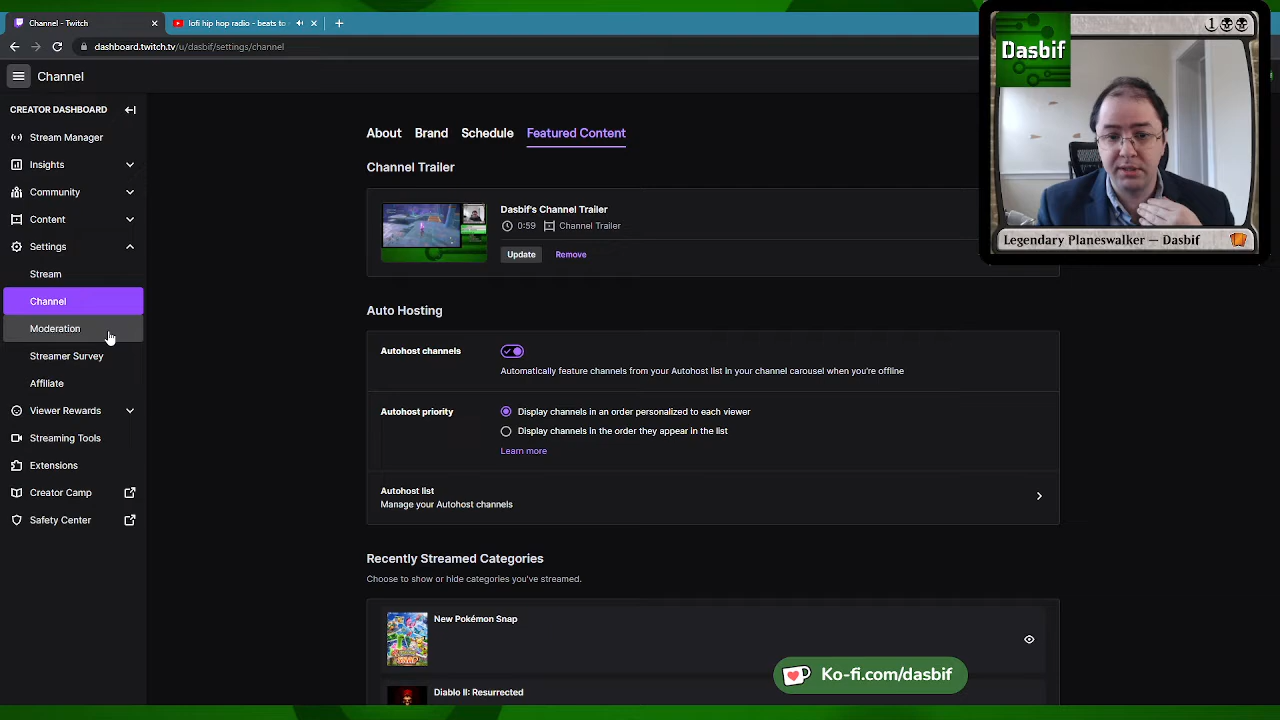 Channel - Twitch
lofi hip hop radio - beats to
dashboard.twitch.tv/u/dasbif/settings/channel
Channel
CREATOR DASHBOARD
Stream Manager
Insights
Community
Content
Settings
Stream
Channel
Moderation
Streamer Survey
Affiliate
Viewer Rewards
Streaming Tools
Extensions
Creator Camp
Safety Center
About Brand Schedule Featured Content
Channel Trailer
Dasbif's Channel Trailer
0:59 Channel Trailer
Update Remove
Auto Hosting
Autohost channels
Automatically feature channels from your Autohost list in your channel carousel when you're offline
Autohost priority
Display channels in an order personalized to each viewer
Display channels in the order they appear in the list
Learn more
Autohost list
Manage your Autohost channels
Recently Streamed Categories
Choose to show or hide categories you've streamed.
New Pokémon Snap
Diablo II: Resurrected
1
Dasbif
Legendary Planeswalker — Dasbif
Ko-fi.com/dasbif